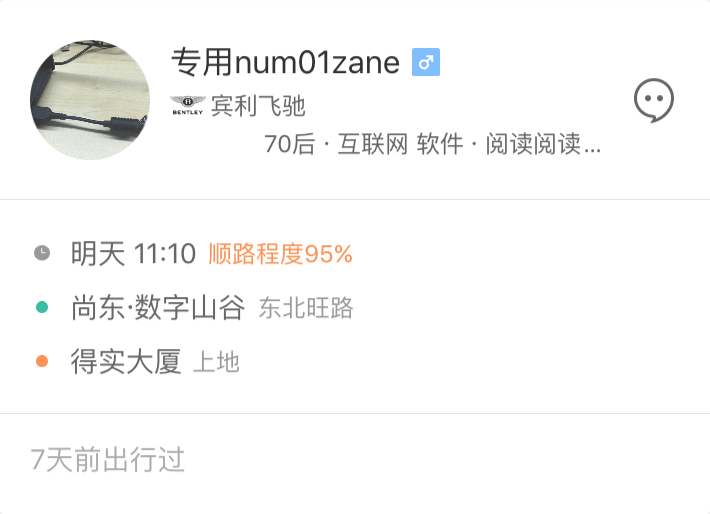 专用num01zane
BENTLEY 宾利飞驰
70后 · 互联网 软件 · 阅读阅读...
明天 11:10 顺路程度95%
尚东·数字山谷 东北旺路
得实大厦 上地
7天前出行过